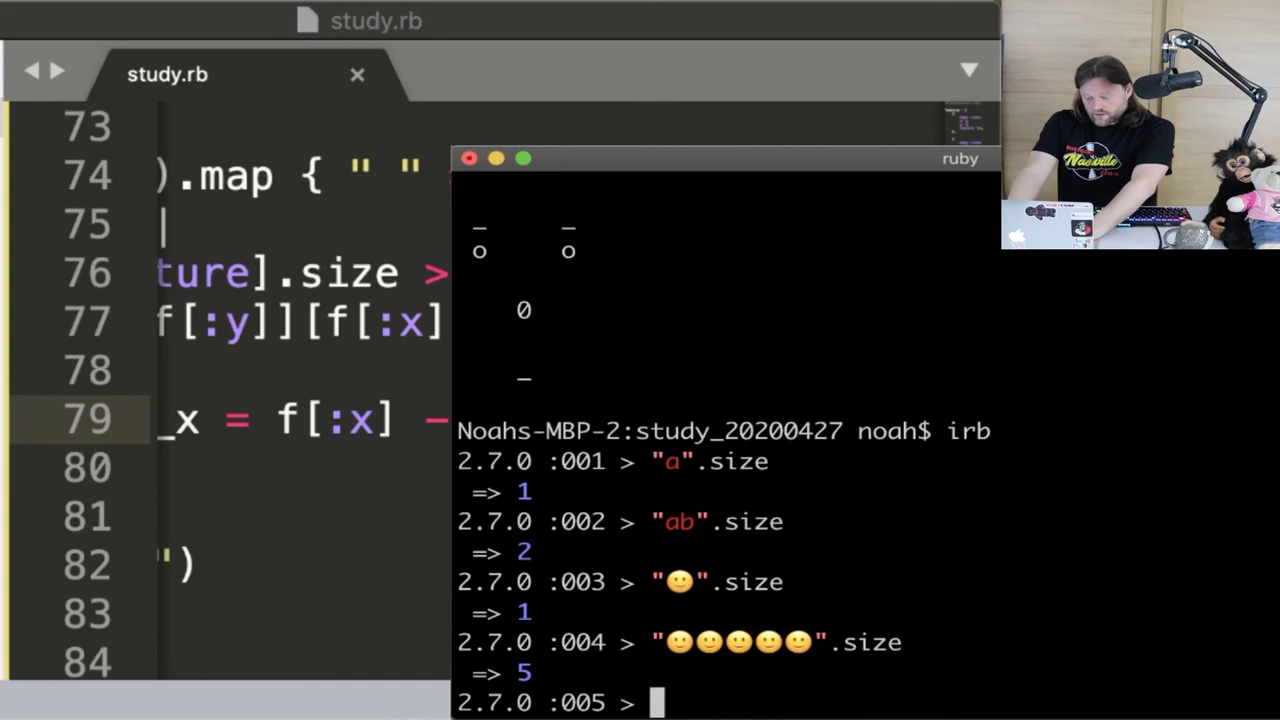 study.rb
study.rb
73
74 ).map { " "
75 |
76 ture].size >
77 f[:y]][f[:x]
78
79 _x = f[:x] -
80
81
82 ")
83
84
ruby
_ _
o o
0
_
Noahs-MBP-2:study_20200427 noah$ irb
2.7.0 :001 > "a".size
=> 1
2.7.0 :002 > "ab".size
=> 2
2.7.0 :003 > "🙂".size
=> 1
2.7.0 :004 > "🙂🙂🙂🙂🙂".size
=> 5
2.7.0 :005 >
Nashville